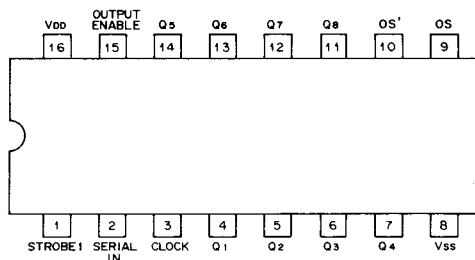 VDD
OUTPUT
ENABLE
Q5
Q6
Q7
Q8
OS'
OS
16
15
14
13
12
11
10
9
1
2
3
4
5
6
7
8
STROBE1
SERIAL
IN
CLOCK
Q1
Q2
Q3
Q4
VSS